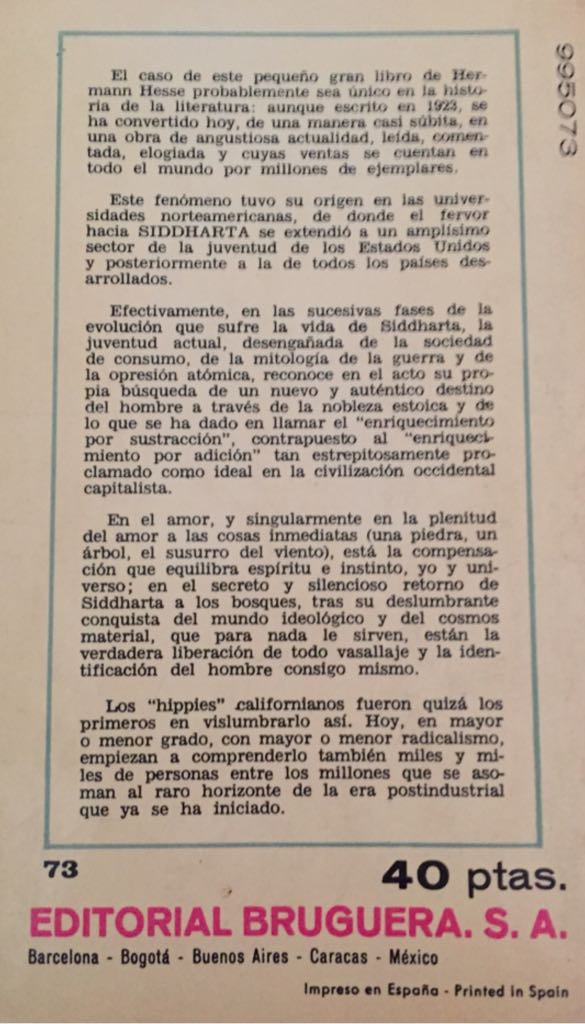 El caso de este pequeño gran libro de Her-
mann Hesse probablemente sea único en la histo-
ria de la literatura: aunque escrito en 1923, se
ha convertido hoy, de una manera casi súbita, en
una obra de angustiosa actualidad, leída, comen-
tada, elogiada y cuyas ventas se cuentan en
todo el mundo por millones de ejemplares.
Este fenómeno tuvo su origen en las univer-
sidades norteamericanas, de donde el fervor
hacia SIDDHARTA se extendió a un amplísimo
sector de la juventud de los Estados Unidos
y posteriormente a la de todos los países des-
arrollados.
Efectivamente, en las sucesivas fases de la
evolución que sufre la vida de Siddharta, la
juventud actual, desengañada de la sociedad
de consumo, de la mitología de la guerra y de
la opresión atómica, reconoce en el acto su pro-
pia búsqueda de un nuevo y auténtico destino
del hombre a través de la nobleza estoica y de
lo que se ha dado en llamar el "enriquecimiento
por sustracción", contrapuesto al "enriqueci-
miento por adición" tan estrepitosamente pro-
clamado como ideal en la civilización occidental
capitalista.
En el amor, y singularmente en la plenitud
del amor a las cosas inmediatas (una piedra, un
árbol, el susurro del viento), está la compensa-
ción que equilibra espíritu e instinto, yo y uni-
verso; en el secreto y silencioso retorno de
Siddharta a los bosques, tras su deslumbrante
conquista del mundo ideológico y del cosmos
material, que para nada le sirven, están la
verdadera liberación de todo vasallaje y la iden-
tificación del hombre consigo mismo.
Los "hippies" californianos fueron quizá los
primeros en vislumbrarlo así. Hoy, en mayor
o menor grado, con mayor o menor radicalismo,
empiezan a comprenderlo también miles y mi-
les de personas entre los millones que se aso-
man al raro horizonte de la era postindustrial
que ya se ha iniciado.
995073
73
40 ptas.
EDITORIAL BRUGUERA. S. A.
Barcelona - Bogotá - Buenos Aires - Caracas - México
Impreso en España - Printed in Spain